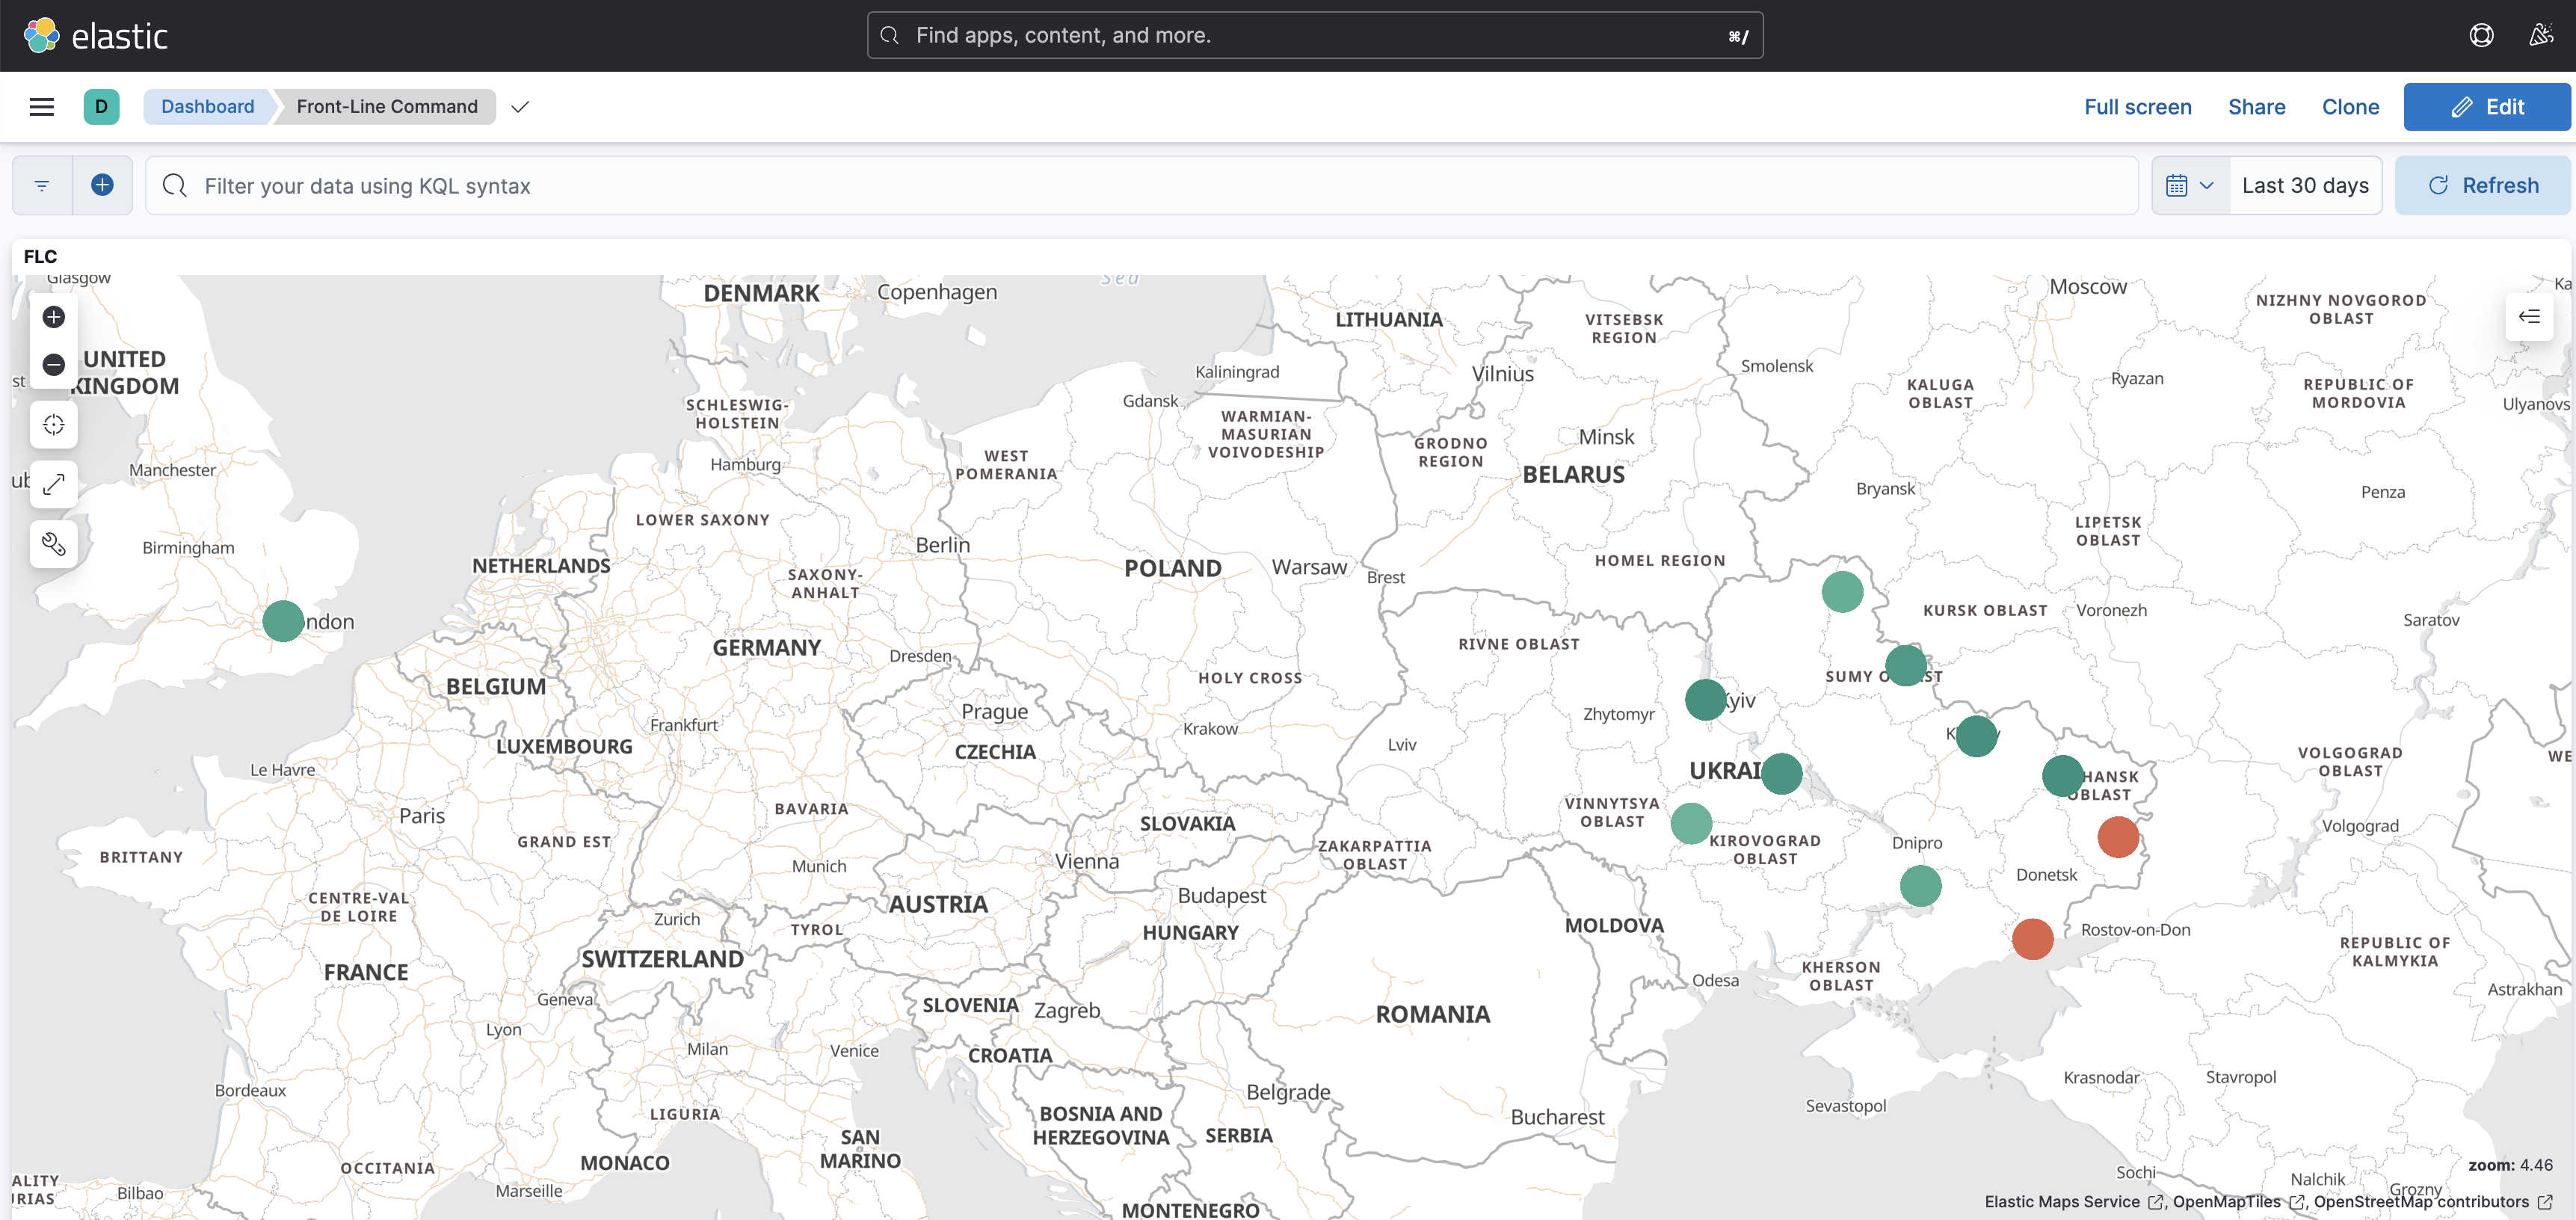 elastic
Find apps, content, and more.
⌘/
D
Dashboard
Front-Line Command
Full screen
Share
Clone
Edit
Filter your data using KQL syntax
Last 30 days
Refresh
FLC
Glasgow
DENMARK
Copenhagen
Sea
LITHUANIA
VITSEBSK
REGION
Moscow
NIZHNY NOVGOROD
OBLAST
Ka
UNITED
KINGDOM
st
Kaliningrad
Vilnius
Smolensk
KALUGA
OBLAST
Ryazan
REPUBLIC OF
MORDOVIA
Ulyanovs
SCHLESWIG-
HOLSTEIN
Gdansk
WARMIAN-
MASURIAN
VOIVODESHIP
GRODNO
REGION
Minsk
BELARUS
Manchester
Hamburg
WEST
POMERANIA
ub
Bryansk
Penza
LOWER SAXONY
LIPETSK
OBLAST
Birmingham
Berlin
NETHERLANDS
SAXONY-
ANHALT
POLAND
Warsaw
Brest
HOMEL REGION
ndon
KURSK OBLAST
Voronezh
Saratov
GERMANY
Dresden
RIVNE OBLAST
BELGIUM
HOLY CROSS
SUMY O
ST
Kyiv
Prague
Frankfurt
Krakow
Zhytomyr
LUXEMBOURG
CZECHIA
Lviv
K
VOLGOGRAD
OBLAST
WE
Le Havre
UKRAI
HANSK
OBLAST
Paris
BAVARIA
SLOVAKIA
VINNYTSYA
OBLAST
Volgograd
GRAND EST
BRITTANY
Munich
Vienna
ZAKARPATTIA
OBLAST
KIROVOGRAD
OBLAST
Dnipro
Donetsk
CENTRE-VAL
DE LOIRE
Zurich
AUSTRIA
Budapest
TYROL
HUNGARY
MOLDOVA
Rostov-on-Don
REPUBLIC OF
KALMYKIA
SWITZERLAND
FRANCE
Geneva
SLOVENIA
Zagreb
Odesa
KHERSON
OBLAST
Astrakhan
ROMANIA
Lyon
Milan
Venice
CROATIA
Bordeaux
Belgrade
Krasnodar
Stavropol
LIGURIA
BOSNIA AND
HERZEGOVINA
SERBIA
Bucharest
Sevastopol
SAN
MARINO
MONACO
OCCITANIA
Marseille
Bilbao
ALITY
RIAS
MONTENEGRO
Sochi
Nalchik
Grozny
zoom: 4.46
Elastic Maps Service , OpenMapTiles , OpenStreetMap contributors